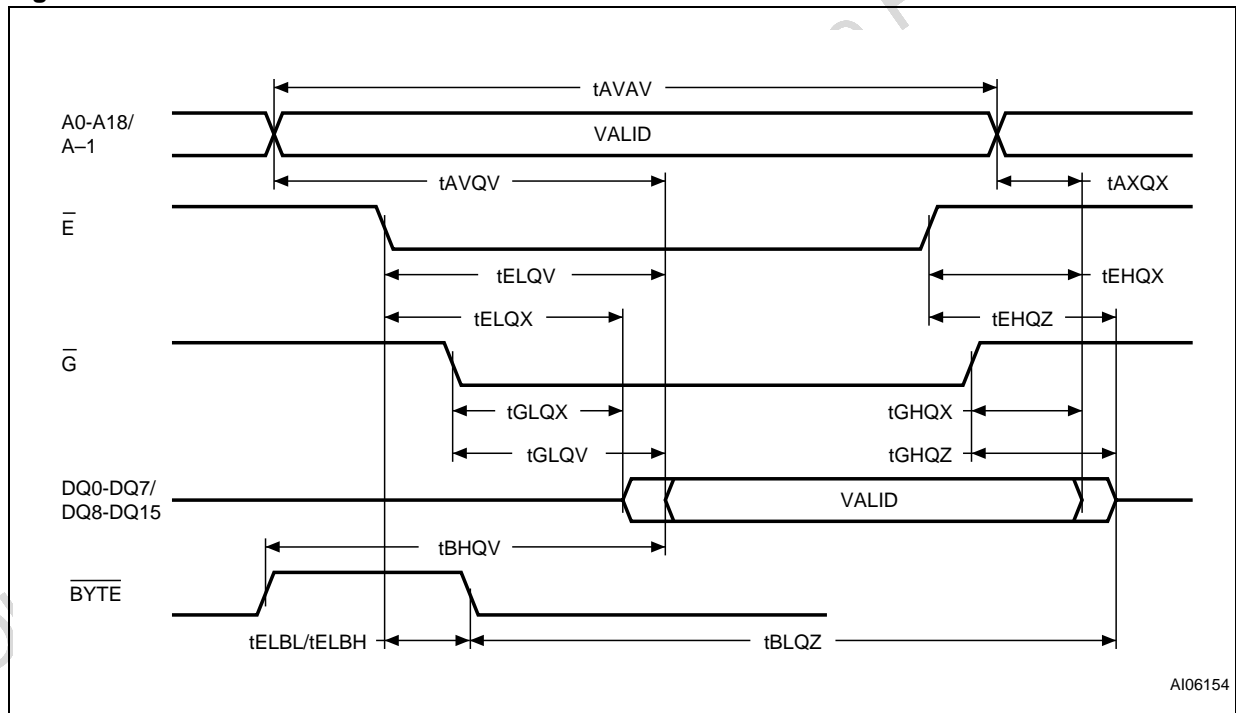 tAVAV
A0-A18/
A–1
VALID
tAVQV
tAXQX
E
tELQV
tEHQX
tELQX
tEHQZ
G
tGLQX
tGHQX
tGLQV
tGHQZ
DQ0-DQ7/
DQ8-DQ15
VALID
tBHQV
BYTE
tELBL/tELBH
tBLQZ
AI06154